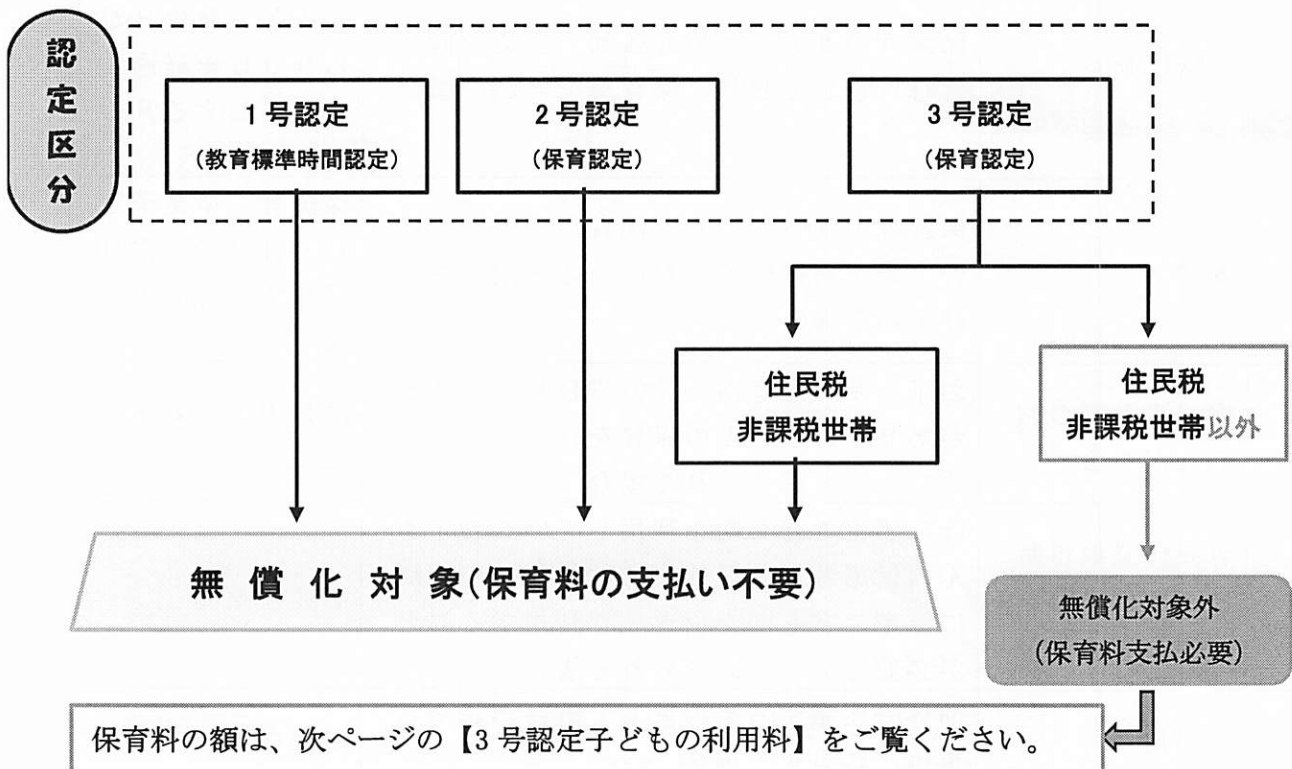 認定区分
1号認定
(教育標準時間認定)
2号認定
(保育認定)
3号認定
(保育認定)
住民税
非課税世帯
住民税
非課税世帯以外
無償化対象(保育料の支払い不要)
無償化対象外
(保育料支払必要)
保育料の額は、次ページの【3号認定子どもの利用料】をご覧ください。